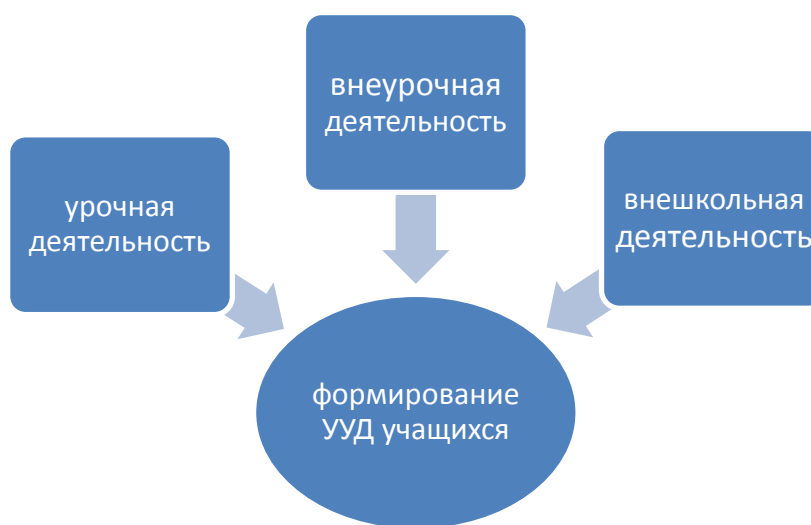 внеурочная
деятельность
урочная
деятельность
внешкольная
деятельность
формирование
УУД учащихся